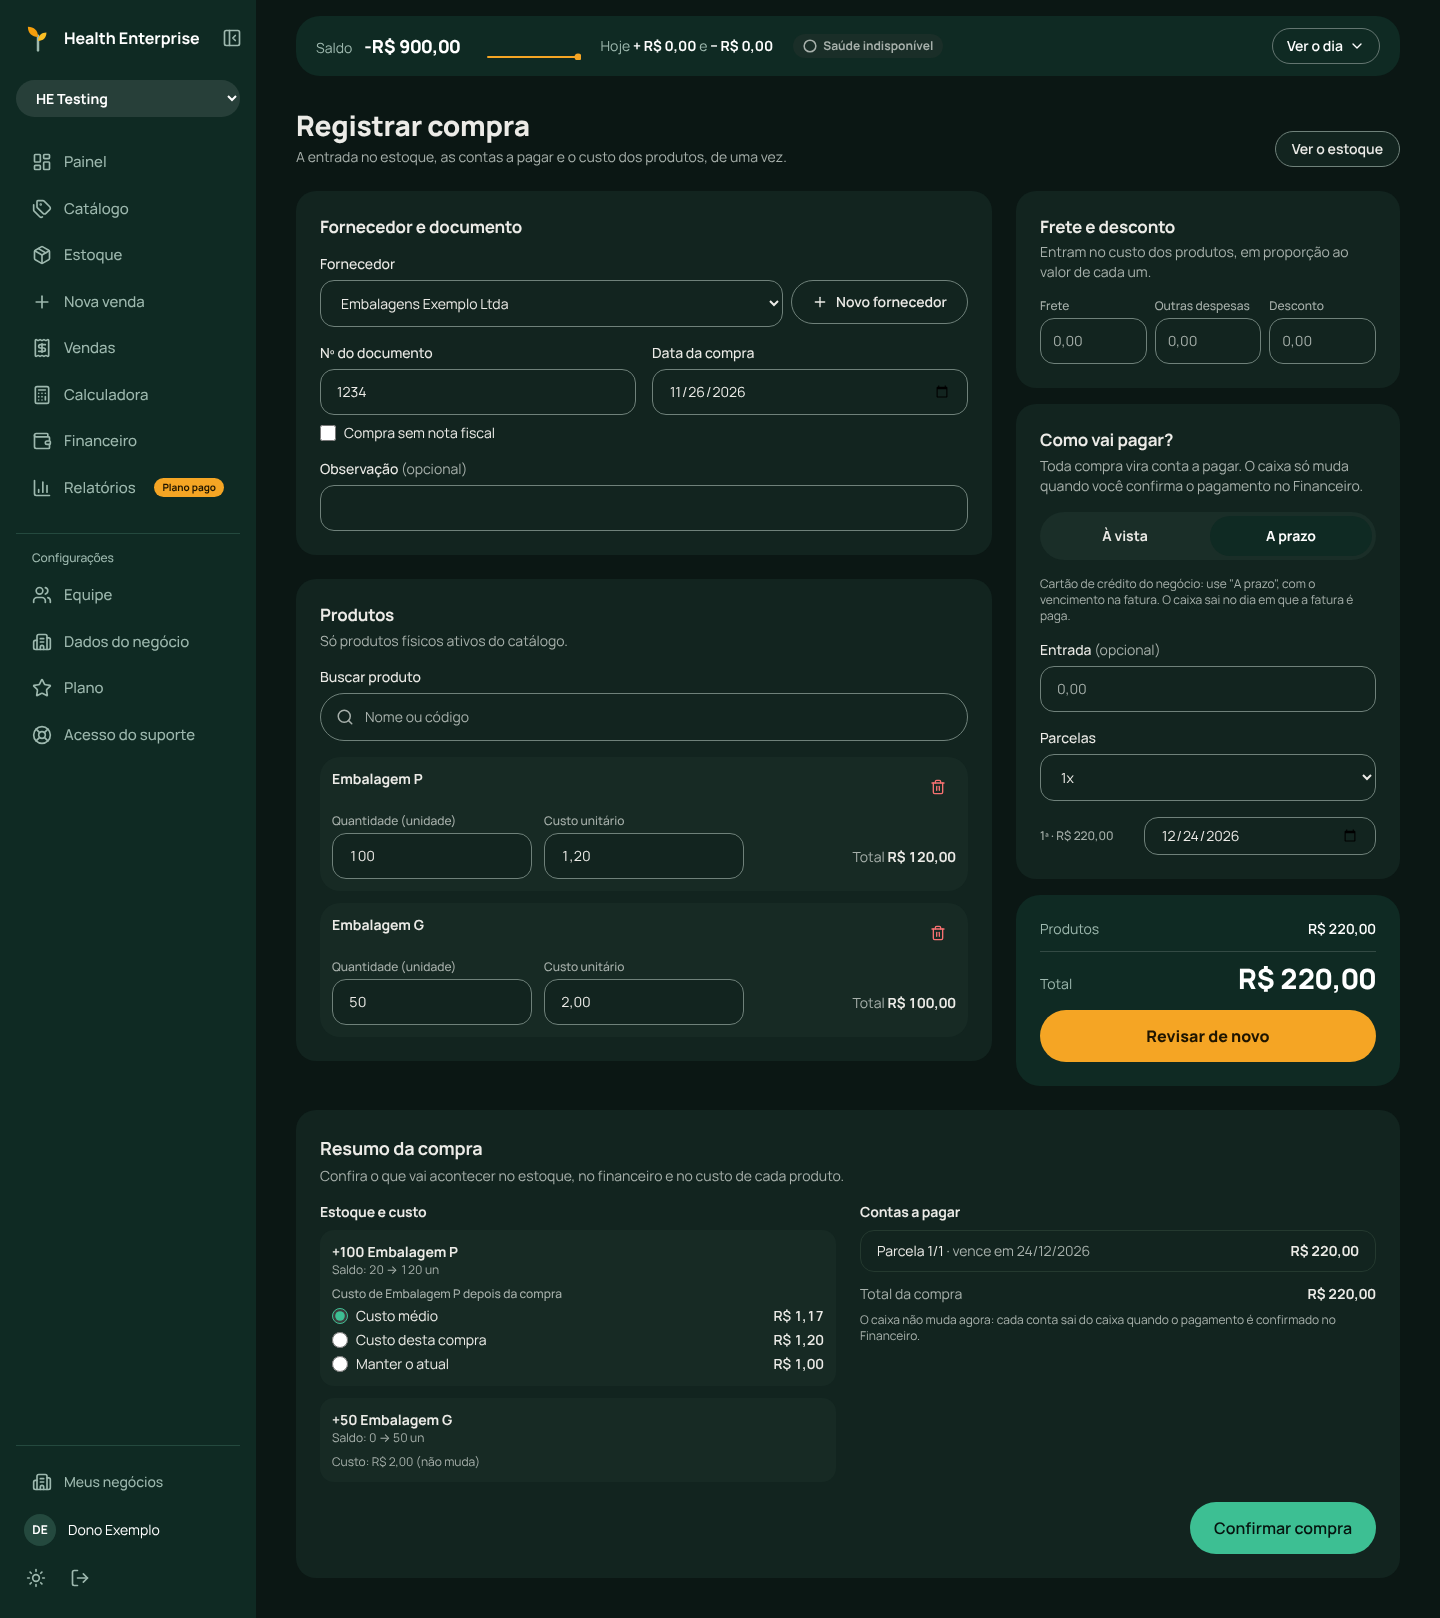 Health Enterprise
HE Testing
Painel
Catálogo
Estoque
Nova venda
Vendas
Calculadora
Financeiro
Relatórios Plano pago
Configurações
Equipe
Dados do negócio
Plano
Acesso do suporte
Meus negócios
DE Dono Exemplo
Saldo -R$ 900,00 Hoje + R$ 0,00 e − R$ 0,00 Saúde indisponível Ver o dia
Registrar compra
A entrada no estoque, as contas a pagar e o custo dos produtos, de uma vez.
Ver o estoque
Fornecedor e documento
Fornecedor
Embalagens Exemplo Ltda
Novo fornecedor
Nº do documento Data da compra
1234 11/26/2026
Compra sem nota fiscal
Observação (opcional)
Produtos
Só produtos físicos ativos do catálogo.
Buscar produto
Nome ou código
Embalagem P
Quantidade (unidade) Custo unitário
100 1,20 Total R$ 120,00
Embalagem G
Quantidade (unidade) Custo unitário
50 2,00 Total R$ 100,00
Frete e desconto
Entram no custo dos produtos, em proporção ao
valor de cada um.
Frete Outras despesas Desconto
0,00 0,00 0,00
Como vai pagar?
Toda compra vira conta a pagar. O caixa só muda
quando você confirma o pagamento no Financeiro.
À vista A prazo
Cartão de crédito do negócio: use "A prazo", com o
vencimento na fatura. O caixa sai no dia em que a fatura é
paga.
Entrada (opcional)
0,00
Parcelas
1x
1ª · R$ 220,00 12/24/2026
Produtos R$ 220,00
Total R$ 220,00
Revisar de novo
Resumo da compra
Confira o que vai acontecer no estoque, no financeiro e no custo de cada produto.
Estoque e custo
+100 Embalagem P
Saldo: 20 → 120 un
Custo de Embalagem P depois da compra
Custo médio R$ 1,17
Custo desta compra R$ 1,20
Manter o atual R$ 1,00
+50 Embalagem G
Saldo: 0 → 50 un
Custo: R$ 2,00 (não muda)
Contas a pagar
Parcela 1/1 · vence em 24/12/2026 R$ 220,00
Total da compra R$ 220,00
O caixa não muda agora: cada conta sai do caixa quando o pagamento é confirmado no
Financeiro.
Confirmar compra